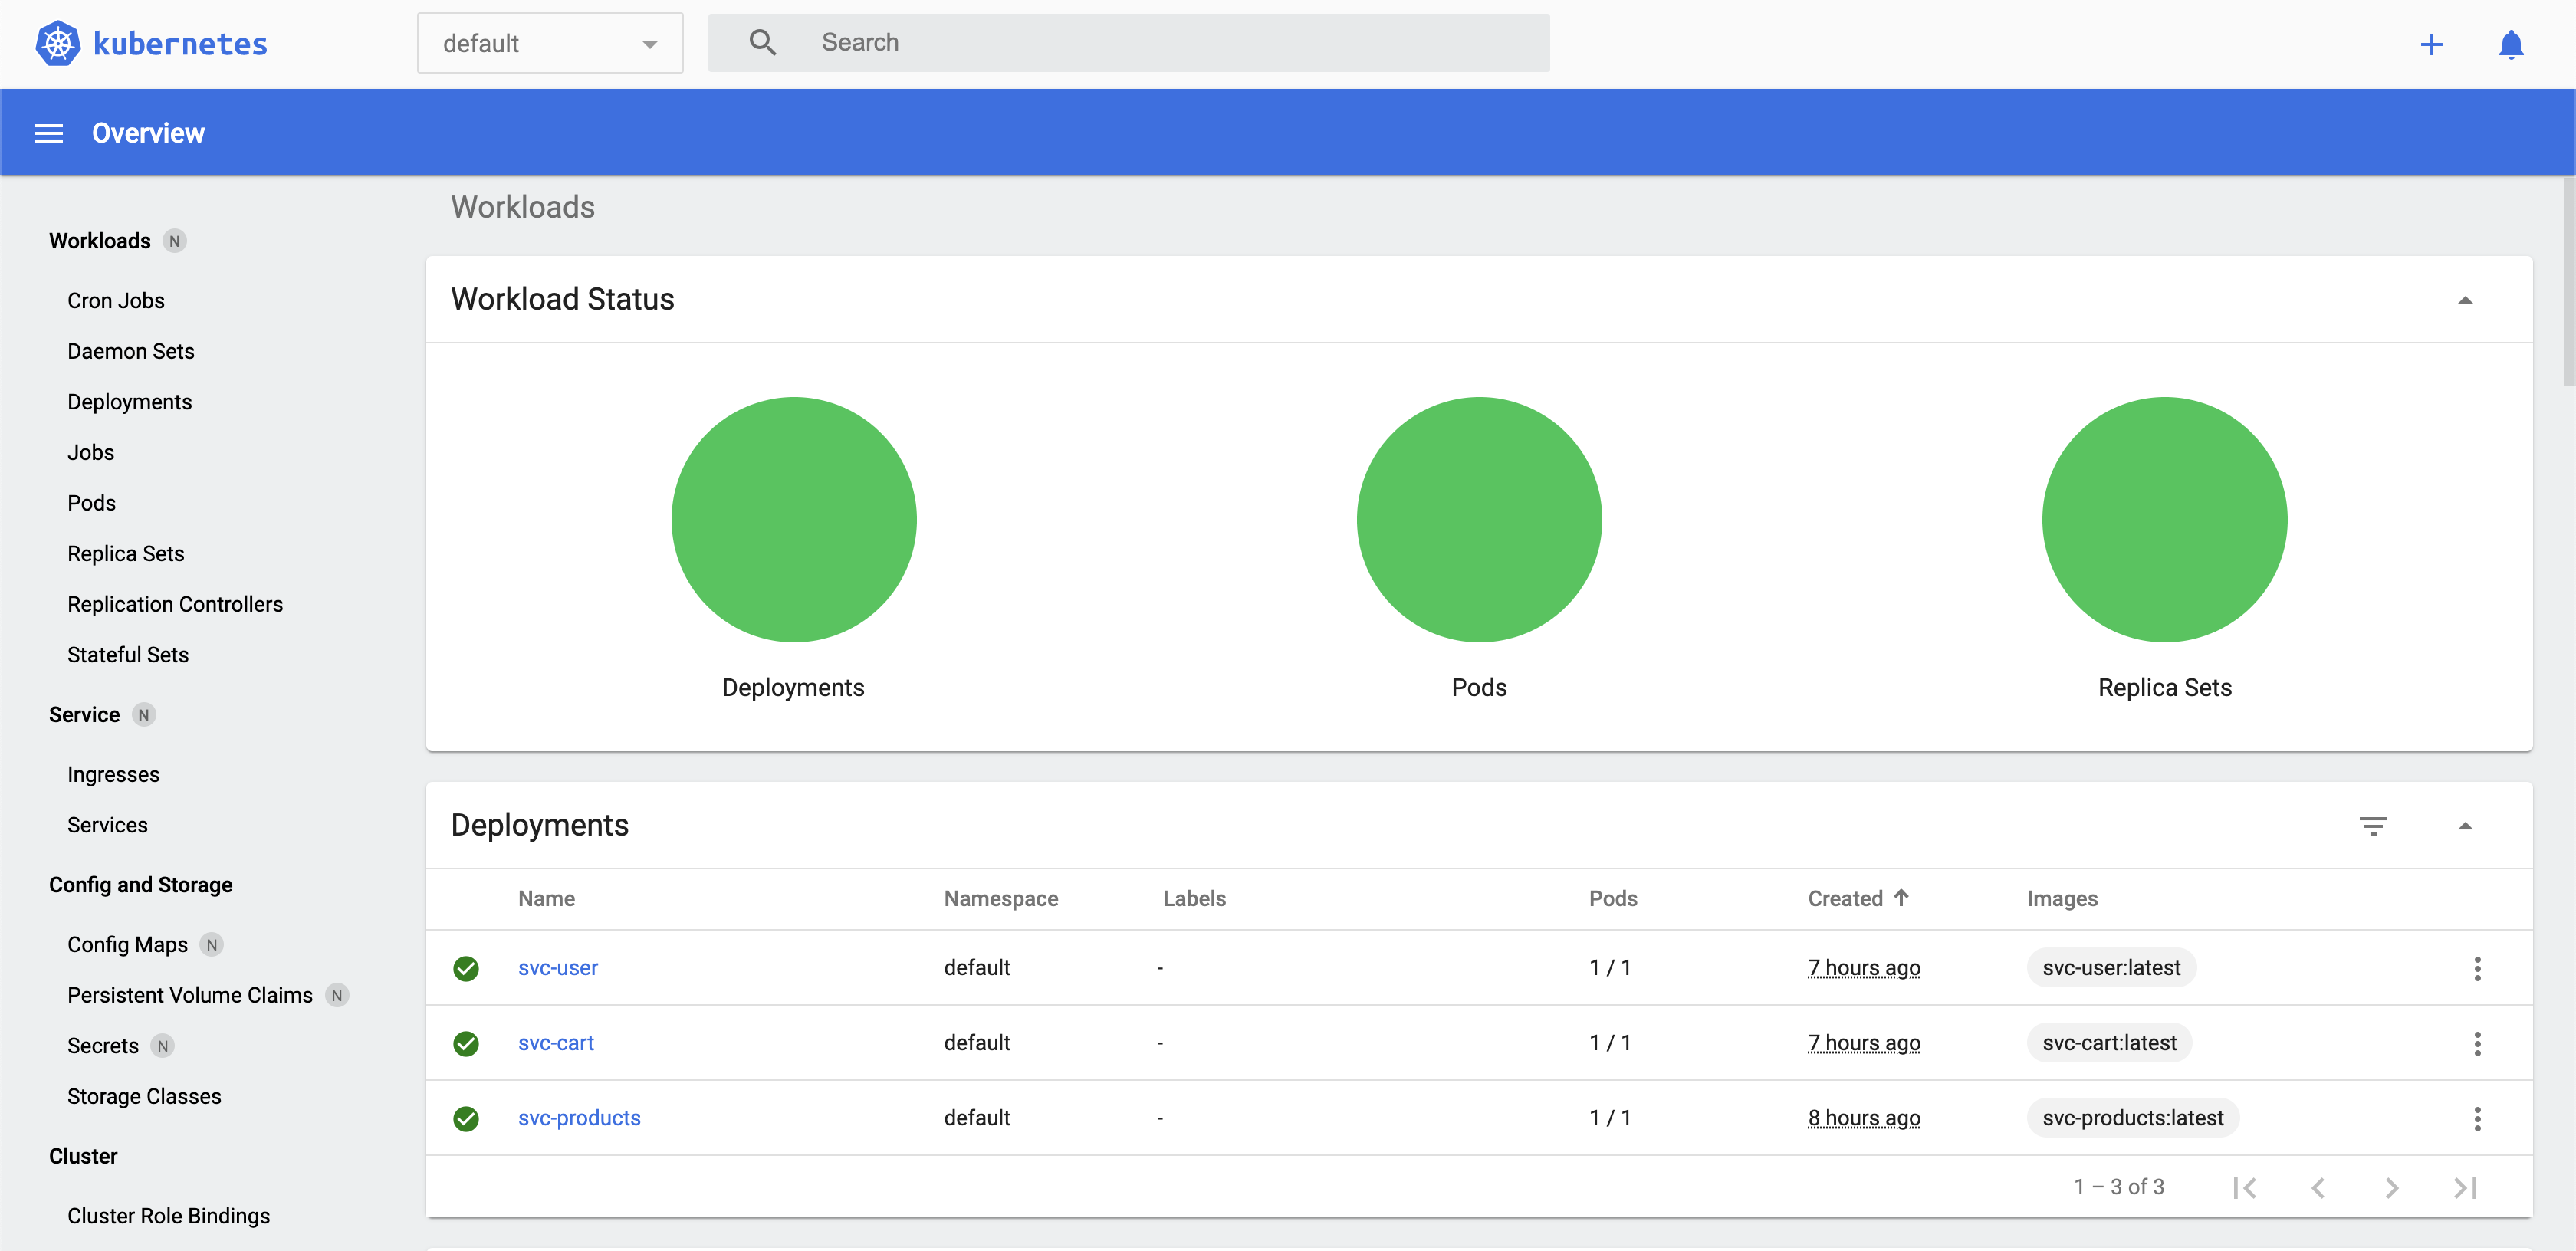 kubernetes
default
Search
Overview
Workloads N
Cron Jobs
Daemon Sets
Deployments
Jobs
Pods
Replica Sets
Replication Controllers
Stateful Sets
Service N
Ingresses
Services
Config and Storage
Config Maps N
Persistent Volume Claims N
Secrets N
Storage Classes
Cluster
Cluster Role Bindings
Workloads
Workload Status
Deployments Pods Replica Sets
Deployments
Name Namespace Labels Pods Created Images
svc-user default - 1 / 1 7 hours ago svc-user:latest
svc-cart default - 1 / 1 7 hours ago svc-cart:latest
svc-products default - 1 / 1 8 hours ago svc-products:latest
1 – 3 of 3